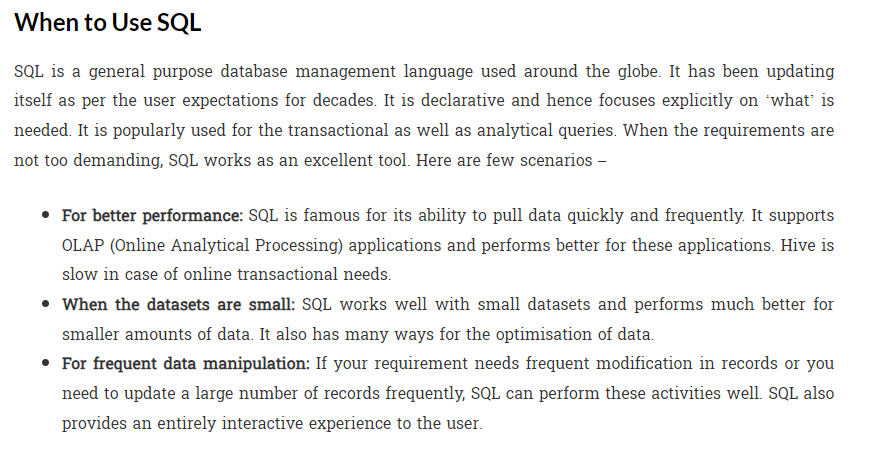 When to Use SQL
SQL is a general purpose database management language used around the globe. It has been updating
itself as per the user expectations for decades. It is declarative and hence focuses explicitly on ‘what’ is
needed. It is popularly used for the transactional as well as analytical queries. When the requirements are
not too demanding, SQL works as an excellent tool. Here are few scenarios –
• For better performance: SQL is famous for its ability to pull data quickly and frequently. It supports
OLAP (Online Analytical Processing) applications and performs better for these applications. Hive is
slow in case of online transactional needs.
• When the datasets are small: SQL works well with small datasets and performs much better for
smaller amounts of data. It also has many ways for the optimisation of data.
• For frequent data manipulation: If your requirement needs frequent modification in records or you
need to update a large number of records frequently, SQL can perform these activities well. SQL also
provides an entirely interactive experience to the user.